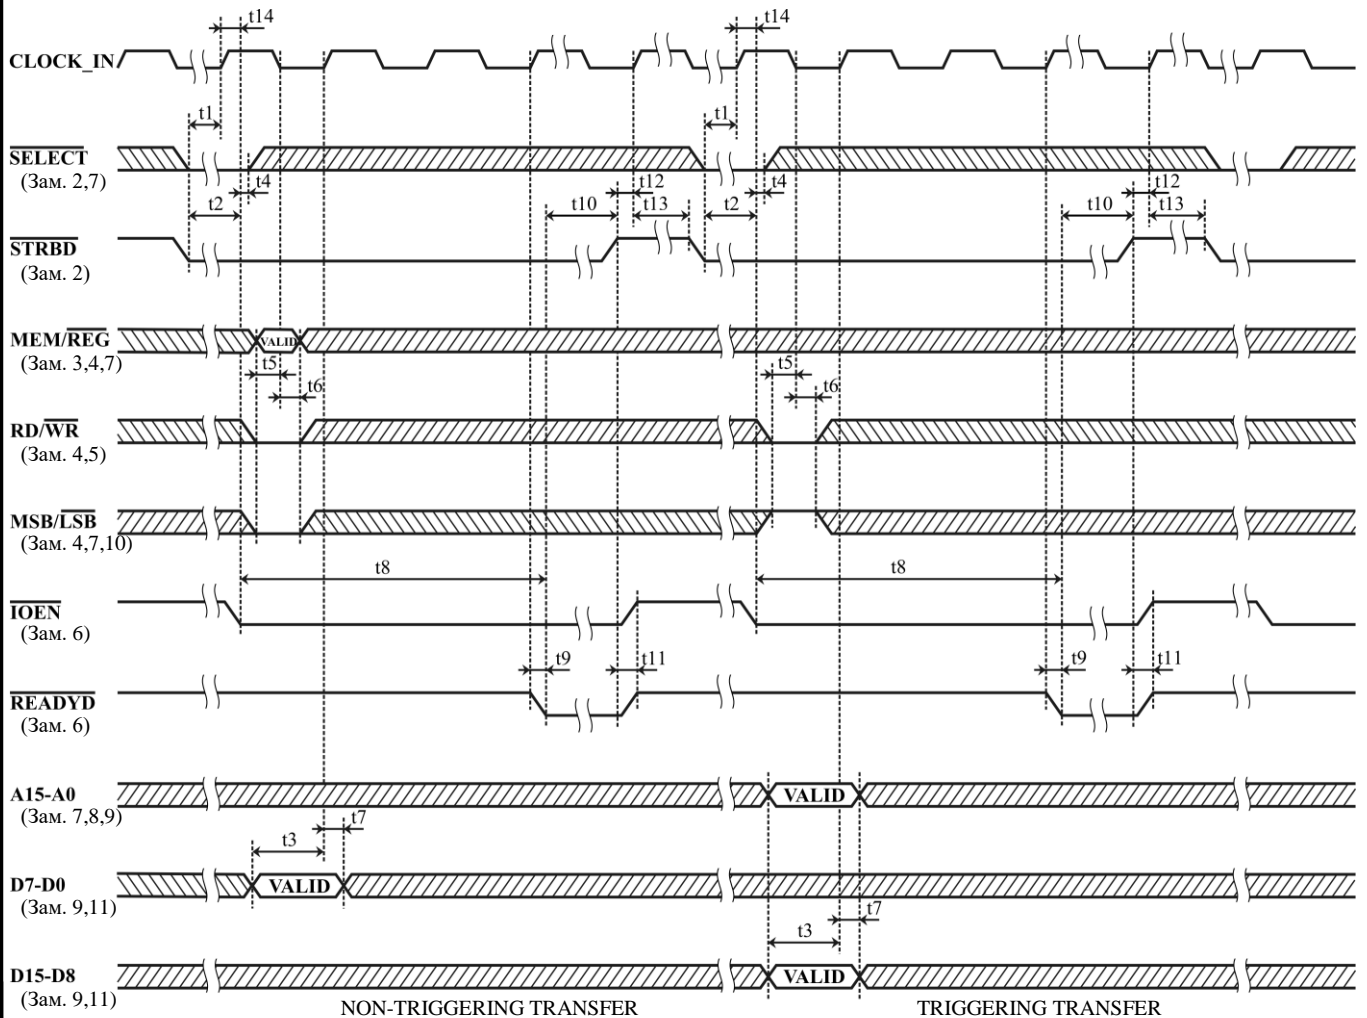 t14 t14
CLOCK_IN
t1 t1
SELECT
(Зам. 2,7)
t4 t12 t4 t12
t2 t10 t13 t2 t10 t13
STRBD
(Зам. 2)
MEM/REG VALID
(Зам. 3,4,7)
t5 t5
t6 t6
RD/WR
(Зам. 4,5)
MSB/LSB
(Зам. 4,7,10)
t8 t8
IOEN
(Зам. 6)
t9 t11 t9 t11
READYD
(Зам. 6)
A15-A0 VALID
(Зам. 7,8,9)
t7
t3
D7-D0 VALID
(Зам. 9,11)
t7
t3
D15-D8 VALID
(Зам. 9,11)
NON-TRIGGERING TRANSFER TRIGGERING TRANSFER